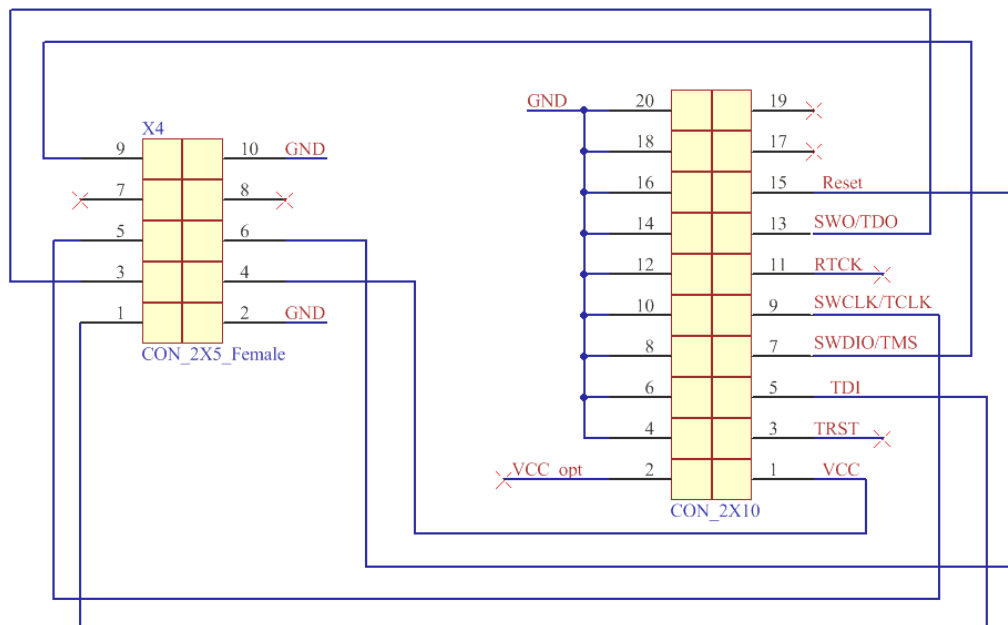 X4
9 10 GND
7 8
5 6
3 4
1 2 GND
CON_2X5_Female
GND 20 19
18 17
16 15 Reset
14 13 SWO/TDO
12 11 RTCK
10 9 SWCLK/TCLK
8 7 SWDIO/TMS
6 5 TDI
4 3 TRST
VCC_opt 2 1 VCC
CON_2X10